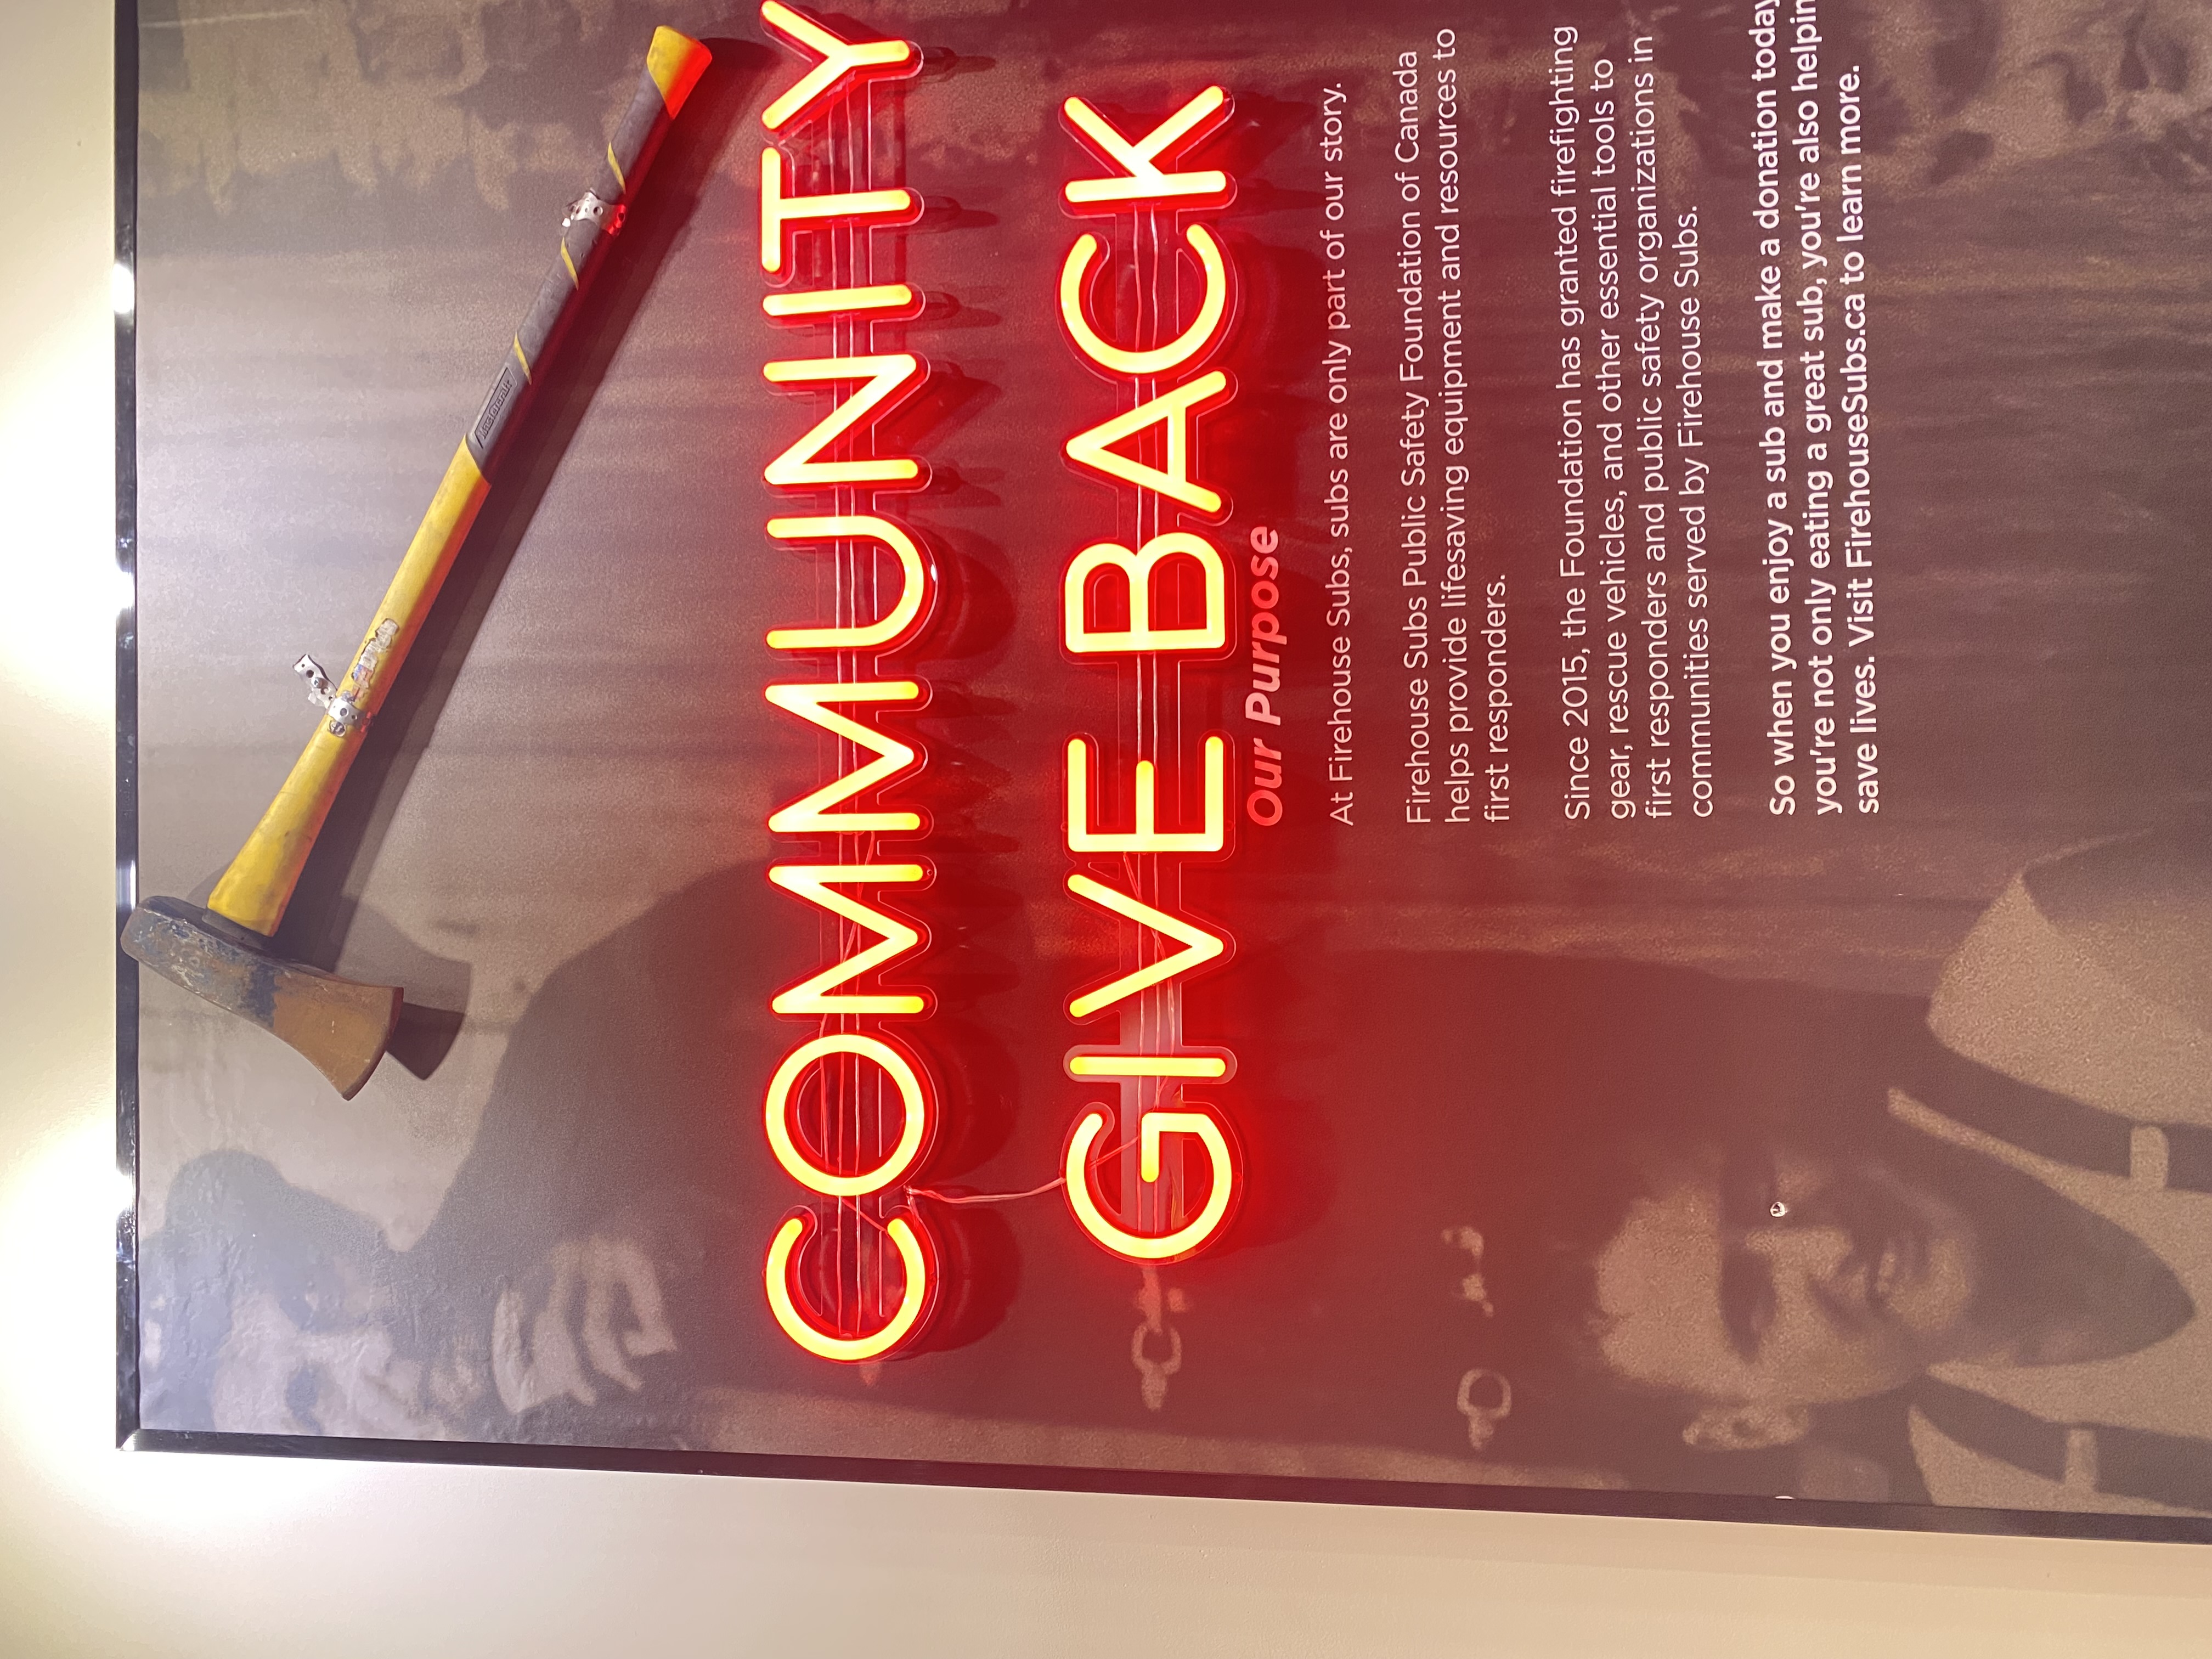 Mastercraft
COMMUNITY
GIVE BACK
Our Purpose
At Firehouse Subs, subs are only part of our story.
Firehouse Subs Public Safety Foundation of Canada
helps provide lifesaving equipment and resources to
first responders.
Since 2015, the Foundation has granted firefighting
gear, rescue vehicles, and other essential tools to
first responders and public safety organizations in
communities served by Firehouse Subs.
So when you enjoy a sub and make a donation today
you're not only eating a great sub, you're also helpin
save lives. Visit FirehouseSubs.ca to learn more.